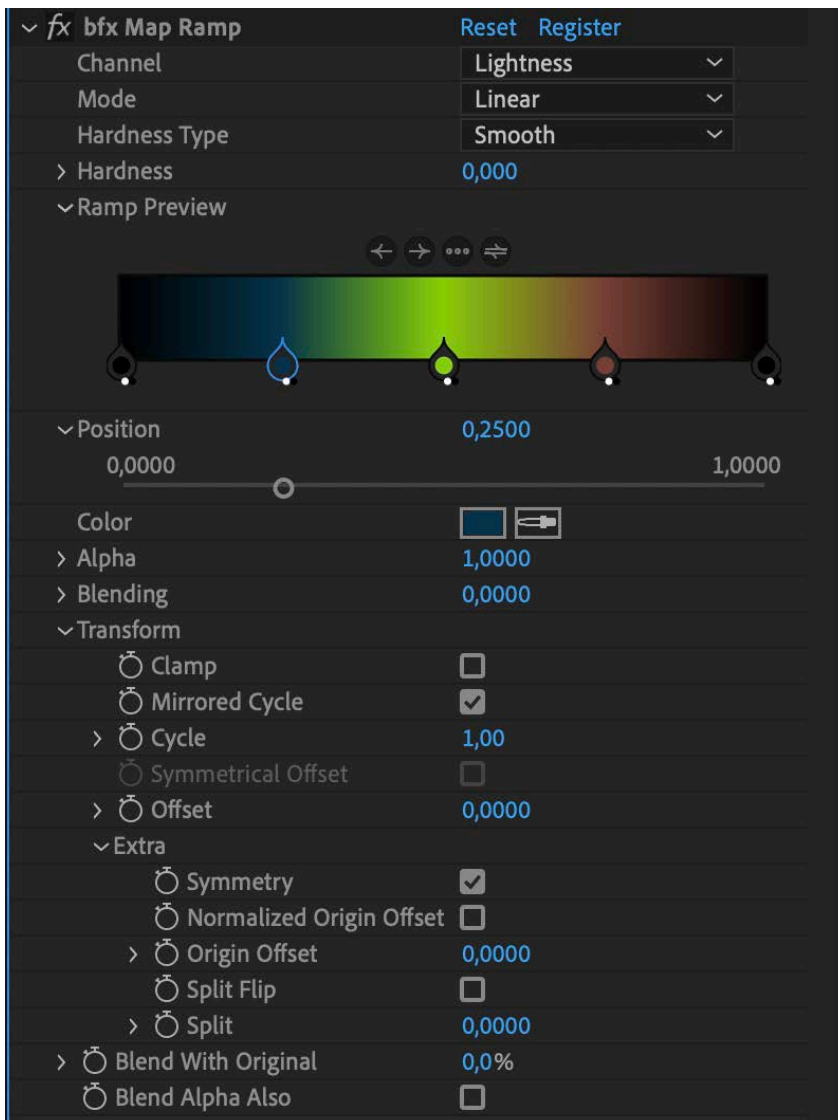 fx bfx Map Ramp Reset Register
Channel Lightness
Mode Linear
Hardness Type Smooth
Hardness 0,000
Ramp Preview
Position 0,2500
0,0000 1,0000
Color
Alpha 1,0000
Blending 0,0000
Transform
Clamp
Mirrored Cycle
Cycle 1,00
Symmetrical Offset
Offset 0,0000
Extra
Symmetry
Normalized Origin Offset
Origin Offset 0,0000
Split Flip
Split 0,0000
Blend With Original 0,0%
Blend Alpha Also